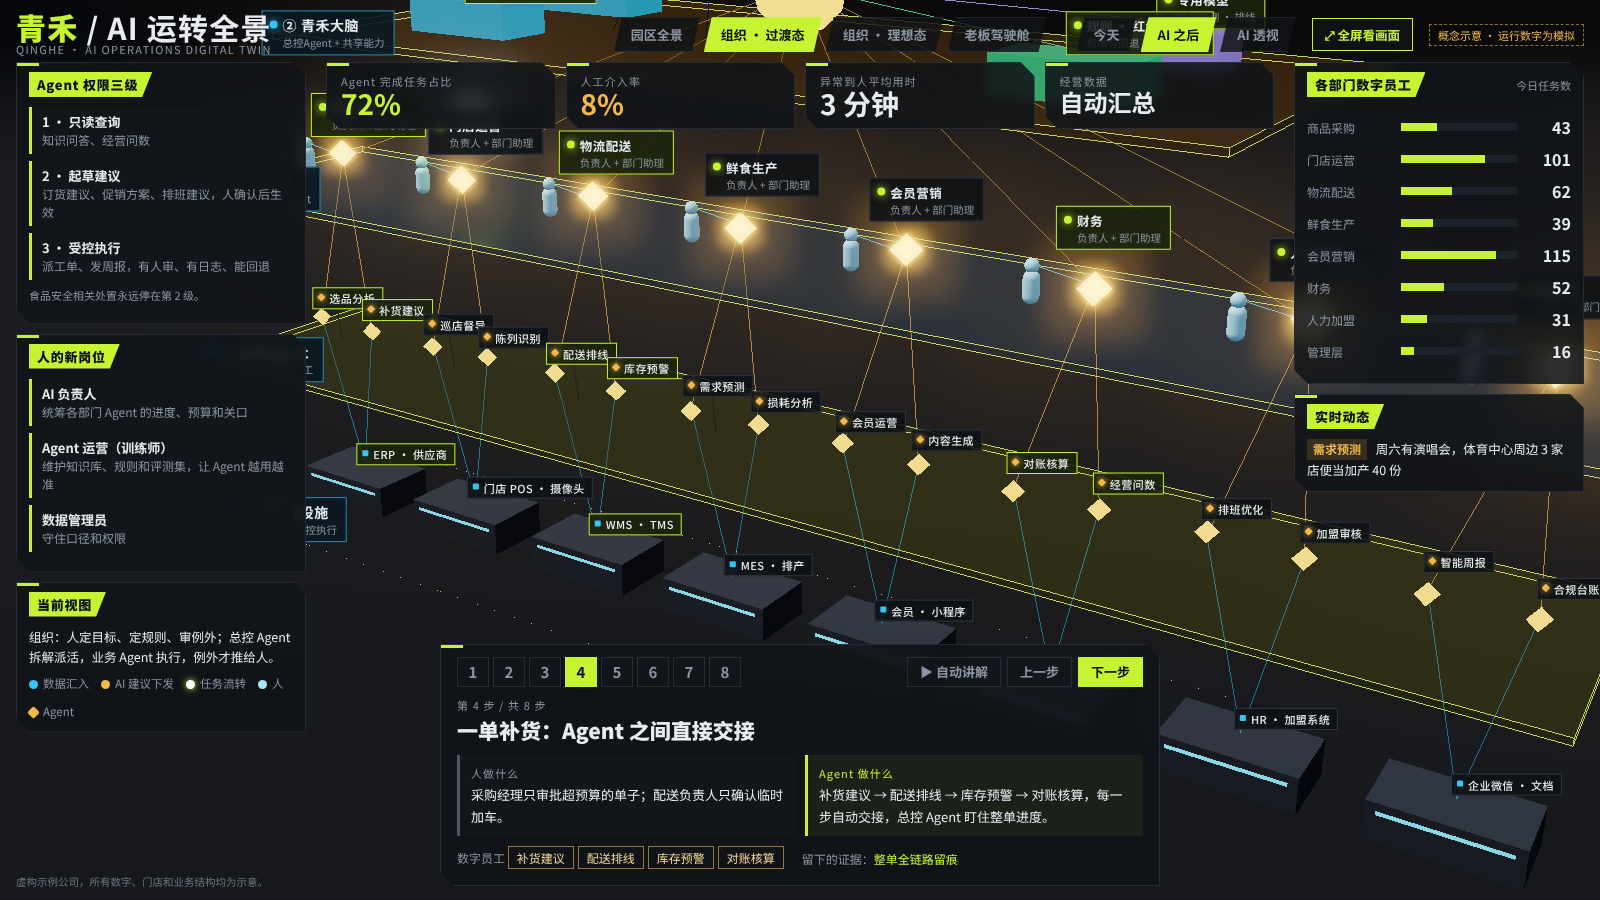 青禾 / AI 运转全景
QINGHE · AI OPERATIONS DIGITAL TWIN
② 青禾大脑
总控Agent + 共享能力
园区全景
组织 · 过渡态
组织 · 理想态
老板驾驶舱
今天
AI 之后
AI 透视
⤢ 全屏看画面
概念示意 · 运行数字为模拟
Agent 权限三级
1 · 只读查询
知识问答、经营问数
2 · 起草建议
订货建议、促销方案、排班建议，人确认后生
效
3 · 受控执行
派工单、发周报，有人审、有日志、能回退
食品安全相关处置永远停在第 2 级。
人的新岗位
AI 负责人
统筹各部门 Agent 的进度、预算和关口
Agent 运营（训练师）
维护知识库、规则和评测集，让 Agent 越用越
准
数据管理员
守住口径和权限
当前视图
组织：人定目标、定规则、审例外；总控 Agent
拆解派活，业务 Agent 执行，例外才推给人。
数据汇入
AI 建议下发
任务流转
人
Agent
虚构示例公司，所有数字、门店和业务结构均为示意。
Agent 完成任务占比
72%
人工介入率
8%
异常到人平均用时
3 分钟
经营数据
自动汇总
负责人 + 部门助理
物流配送
负责人 + 部门助理
鲜食生产
负责人 + 部门助理
会员营销
负责人 + 部门助理
财务
负责人 + 部门助理
选品分析
补货建议
巡店督导
陈列识别
配送排线
库存预警
需求预测
损耗分析
会员运营
内容生成
对账核算
经营问数
排班优化
加盟审核
智能周报
合规台账
ERP · 供应商
门店 POS · 摄像头
WMS · TMS
MES · 排产
会员 · 小程序
HR · 加盟系统
企业微信 · 文档
设施
控执行
各部门数字员工
今日任务数
商品采购 43
门店运营 101
物流配送 62
鲜食生产 39
会员营销 115
财务 52
人力加盟 31
管理层 16
实时动态
需求预测 周六有演唱会，体育中心周边 3 家
店便当加产 40 份
1 2 3 4 5 6 7 8
▶ 自动讲解
上一步
下一步
第 4 步 / 共 8 步
一单补货：Agent 之间直接交接
人做什么
采购经理只审批超预算的单子；配送负责人只确认临时
加车。
Agent 做什么
补货建议 → 配送排线 → 库存预警 → 对账核算，每一
步自动交接，总控 Agent 盯住整单进度。
数字员工 补货建议 配送排线 库存预警 对账核算
留下的证据：整单全链路留痕